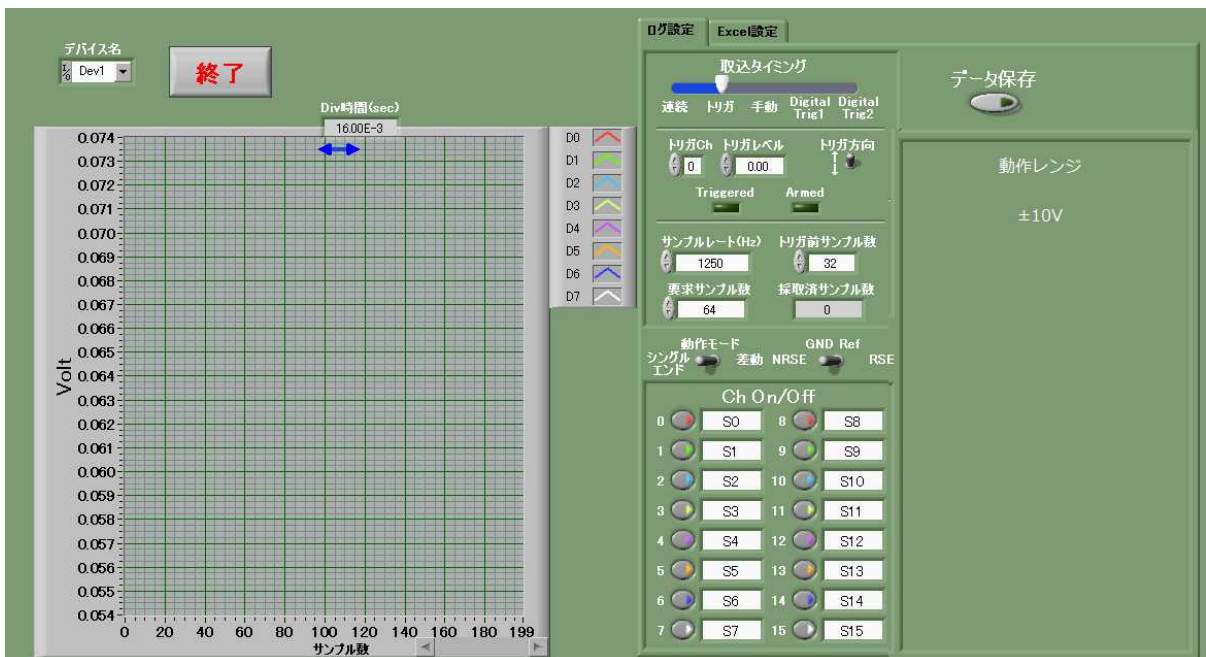 デバイス名
Dev1
終了
Div時間(sec)
16.00E-3
0.074
0.073
0.072
0.071
0.070
0.069
0.068
0.067
0.066
0.065
0.064
0.063
0.062
0.061
0.060
0.059
0.058
0.057
0.056
0.055
0.054
Volt
0 20 40 60 80 100 120 140 160 180 199
サンプル数
D0
D1
D2
D3
D4
D5
D6
D7
ログ設定 Excel設定
取込タイミング
連続 トリガ 手動 Digital Trig1 Digital Trig2
トリガCh トリガレベル トリガ方向
0 0.00
Triggered Armed
サンプルレート(Hz) トリガ前サンプル数
1250 32
要求サンプル数 採取済サンプル数
64 0
動作モード GND Ref
シングルエンド 差動 NRSE RSE
Ch On/Off
0 S0 8 S8
1 S1 9 S9
2 S2 10 S10
3 S3 11 S11
4 S4 12 S12
5 S5 13 S13
6 S6 14 S14
7 S7 15 S15
データ保存
動作レンジ
±10V